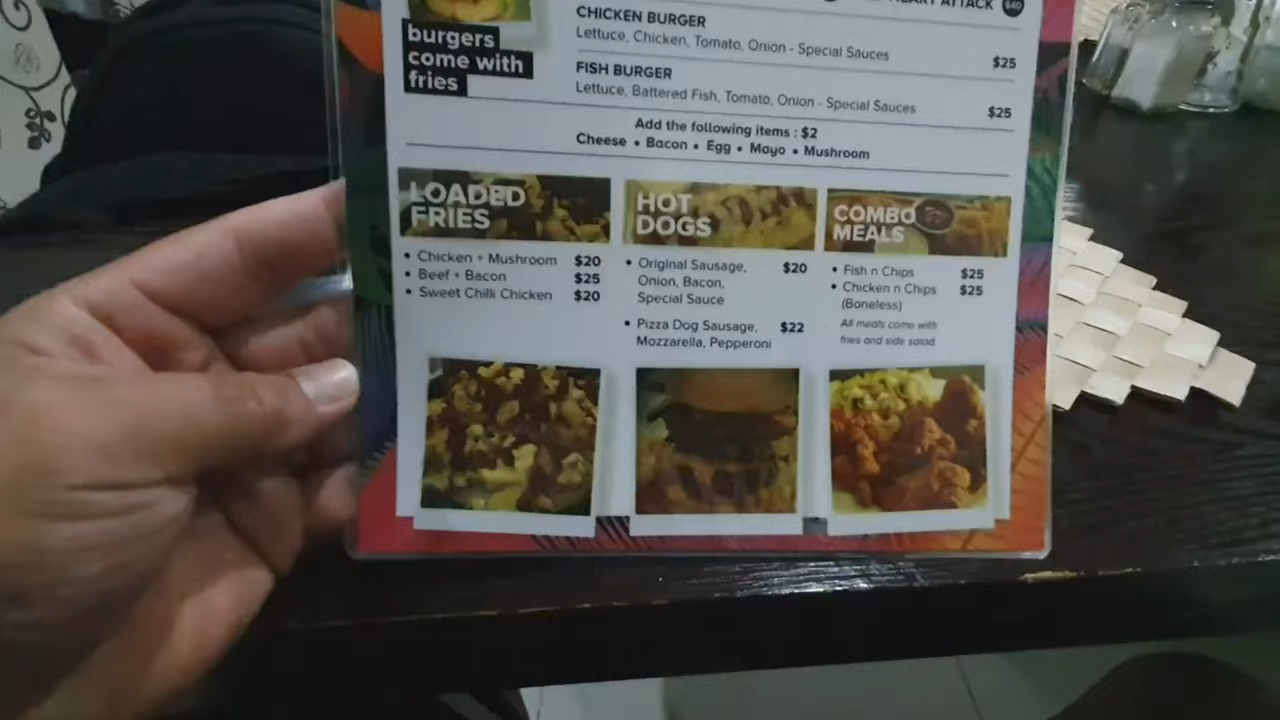 HEART ATTACK $40
CHICKEN BURGER
Lettuce, Chicken, Tomato, Onion - Special Sauces $25
FISH BURGER
Lettuce, Battered Fish, Tomato, Onion - Special Sauces $25
burgers
come with
fries
Add the following items : $2
Cheese • Bacon • Egg • Mayo • Mushroom
LOADED
FRIES
• Chicken + Mushroom $20
• Beef + Bacon $25
• Sweet Chilli Chicken $20
HOT
DOGS
• Original Sausage, $20
Onion, Bacon,
Special Sauce
• Pizza Dog Sausage, $22
Mozzarella, Pepperoni
COMBO
MEALS
• Fish n Chips $25
• Chicken n Chips $25
(Boneless)
All meals come with
fries and side salad